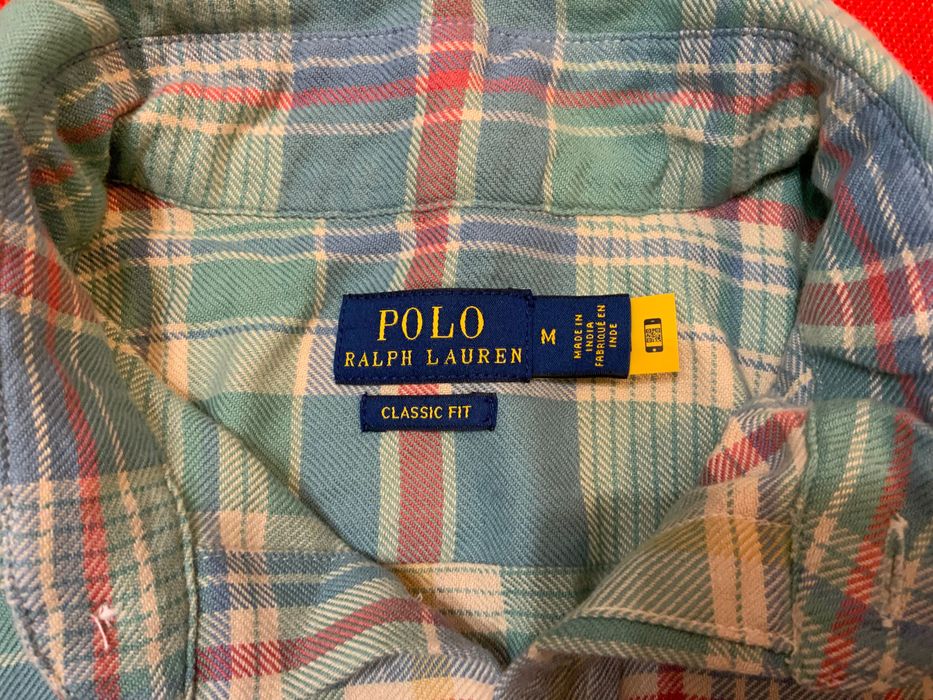 POLO
RALPH LAUREN
M
MADE IN
INDIA
FABRIQUÉ EN
INDE
CLASSIC FIT